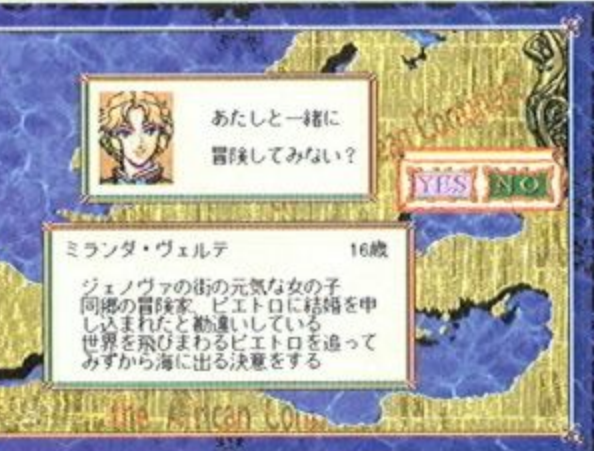 あたしと一緒に
冒険してみない？
YES NO
ミランダ・ヴェルテ 16歳
ジェノヴァの街の元気な女の子
同郷の冒険家、ピエトロに結婚を申
し込まれたと勘違いしている
世界を飛びまわるピエトロを追って
みずから海に出る決意をする
the African Con